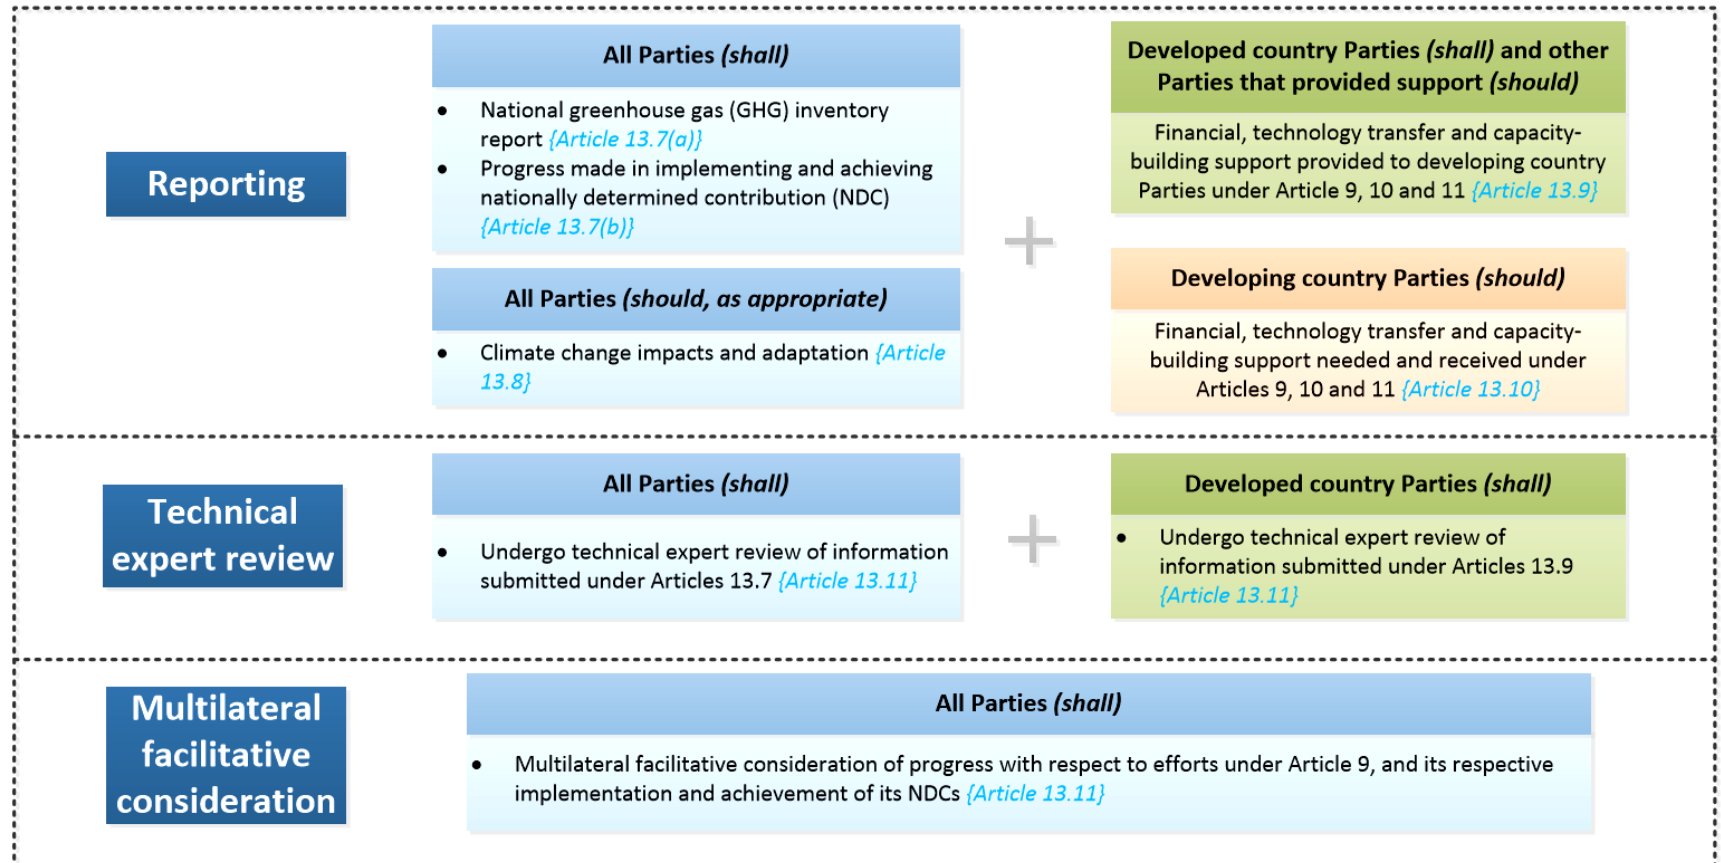 Reporting
All Parties (shall)
• National greenhouse gas (GHG) inventory
report {Article 13.7(a)}
• Progress made in implementing and achieving
nationally determined contribution (NDC)
{Article 13.7(b)}
All Parties (should, as appropriate)
• Climate change impacts and adaptation {Article
13.8}
+
Developed country Parties (shall) and other
Parties that provided support (should)
Financial, technology transfer and capacity-
building support provided to developing country
Parties under Article 9, 10 and 11 {Article 13.9}
Developing country Parties (should)
Financial, technology transfer and capacity-
building support needed and received under
Articles 9, 10 and 11 {Article 13.10}
Technical
expert review
All Parties (shall)
• Undergo technical expert review of information
submitted under Articles 13.7 {Article 13.11}
+
Developed country Parties (shall)
• Undergo technical expert review of
information submitted under Articles 13.9
{Article 13.11}
Multilateral
facilitative
consideration
All Parties (shall)
• Multilateral facilitative consideration of progress with respect to efforts under Article 9, and its respective
implementation and achievement of its NDCs {Article 13.11}